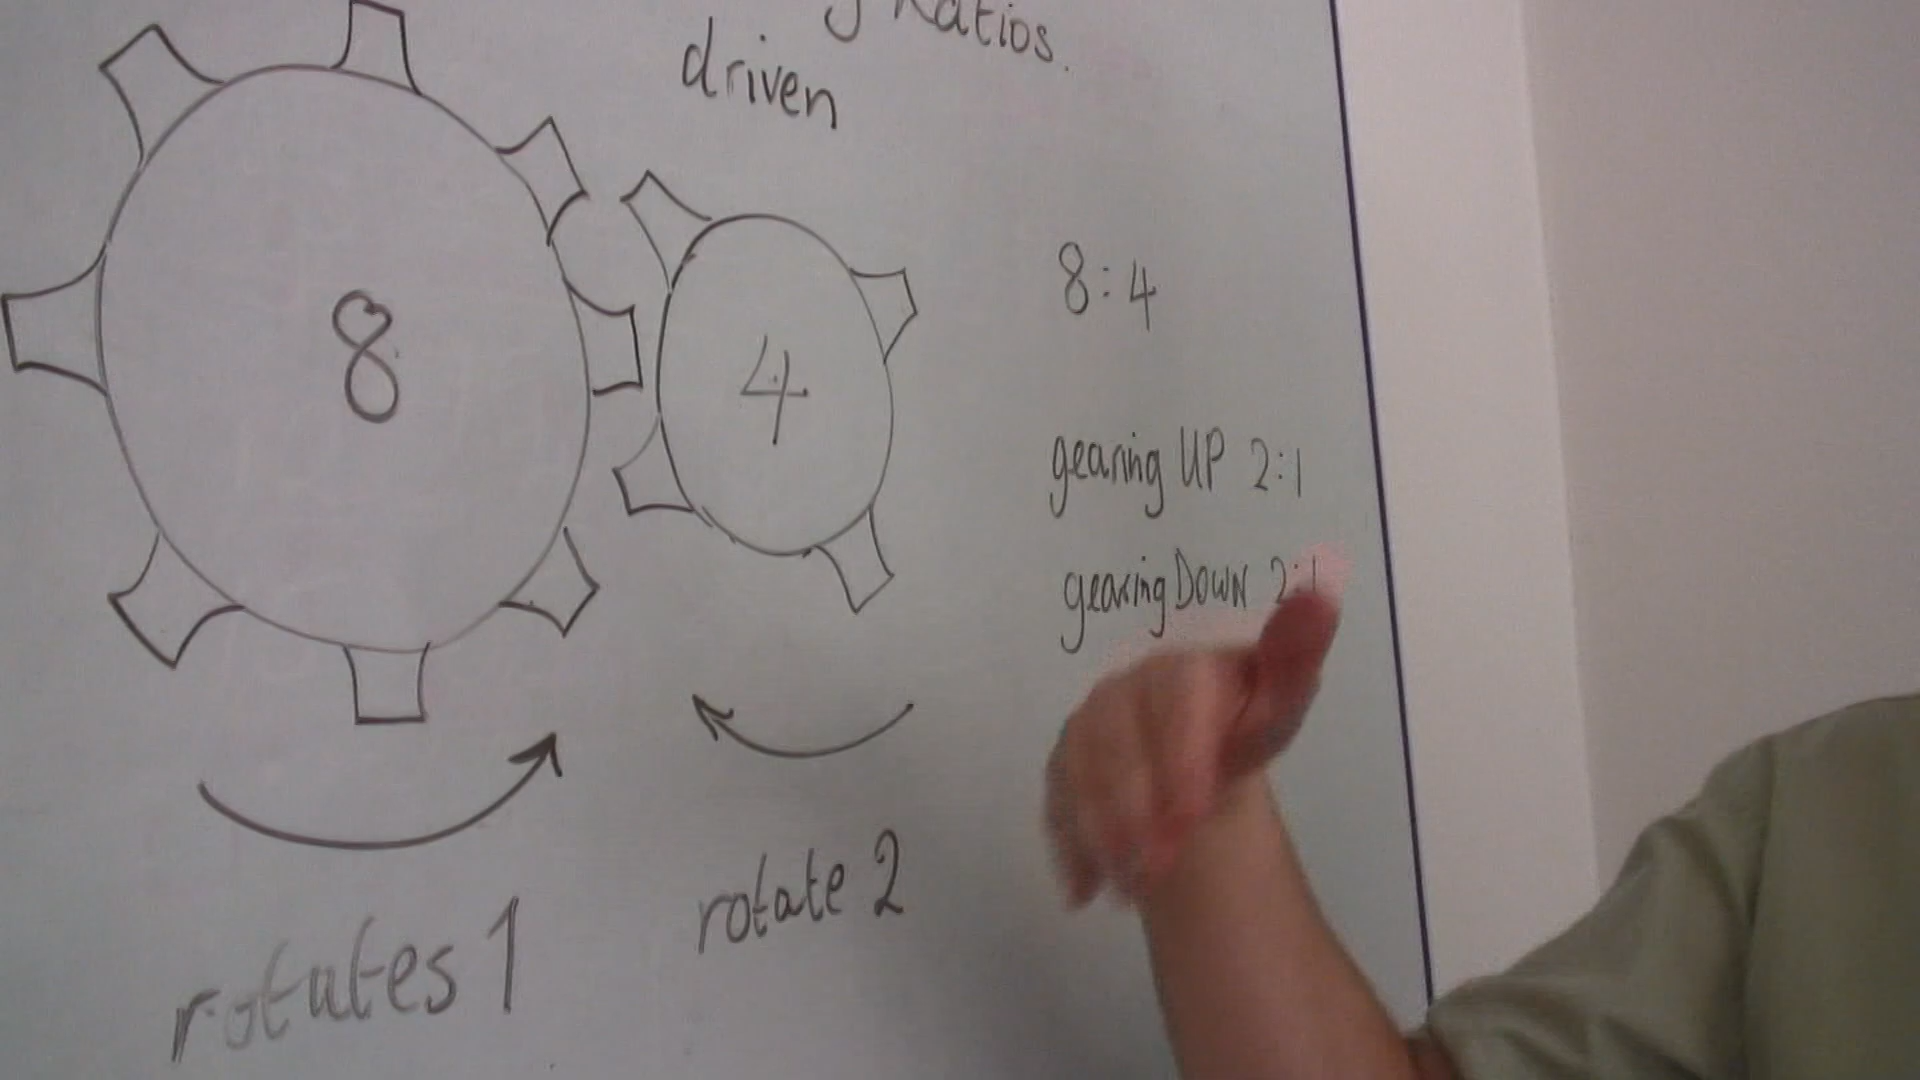 Ratios.
driven
8
4
8:4
gearing UP 2:1
gearing DOWN 2:1
rotates 1
rotate 2